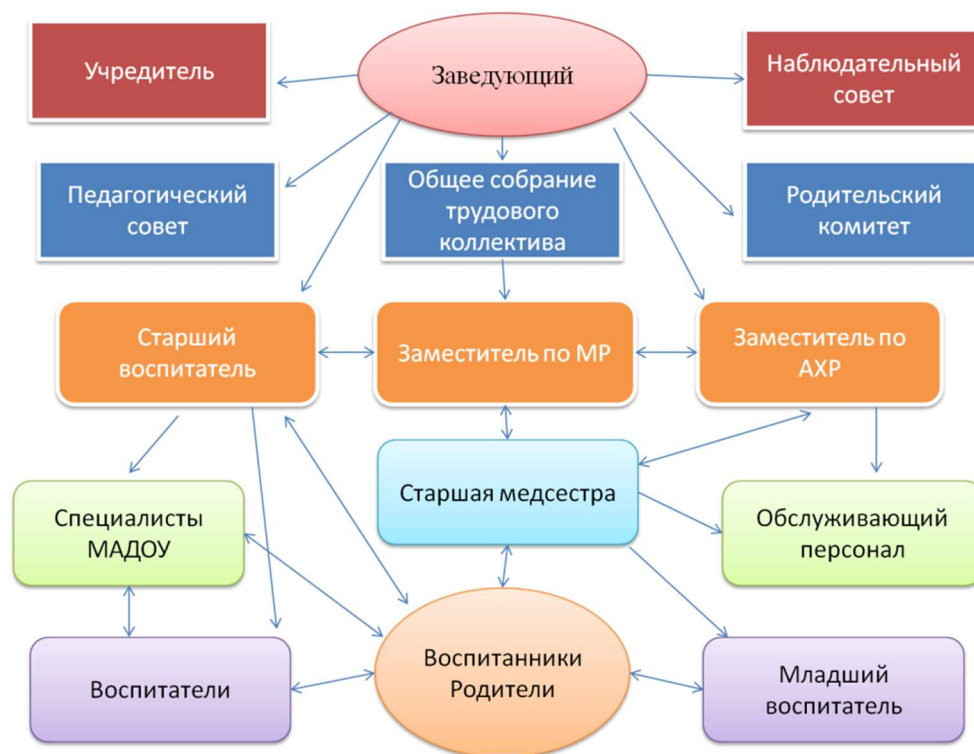 Учредитель
Заведующий
Наблюдательный
совет
Педагогический
совет
Общее собрание
трудового
коллектива
Родительский
комитет
Старший
воспитатель
Заместитель по МР
Заместитель по
АХР
Специалисты
МАДОУ
Старшая медсестра
Обслуживающий
персонал
Воспитатели
Воспитанники
Родители
Младший
воспитатель